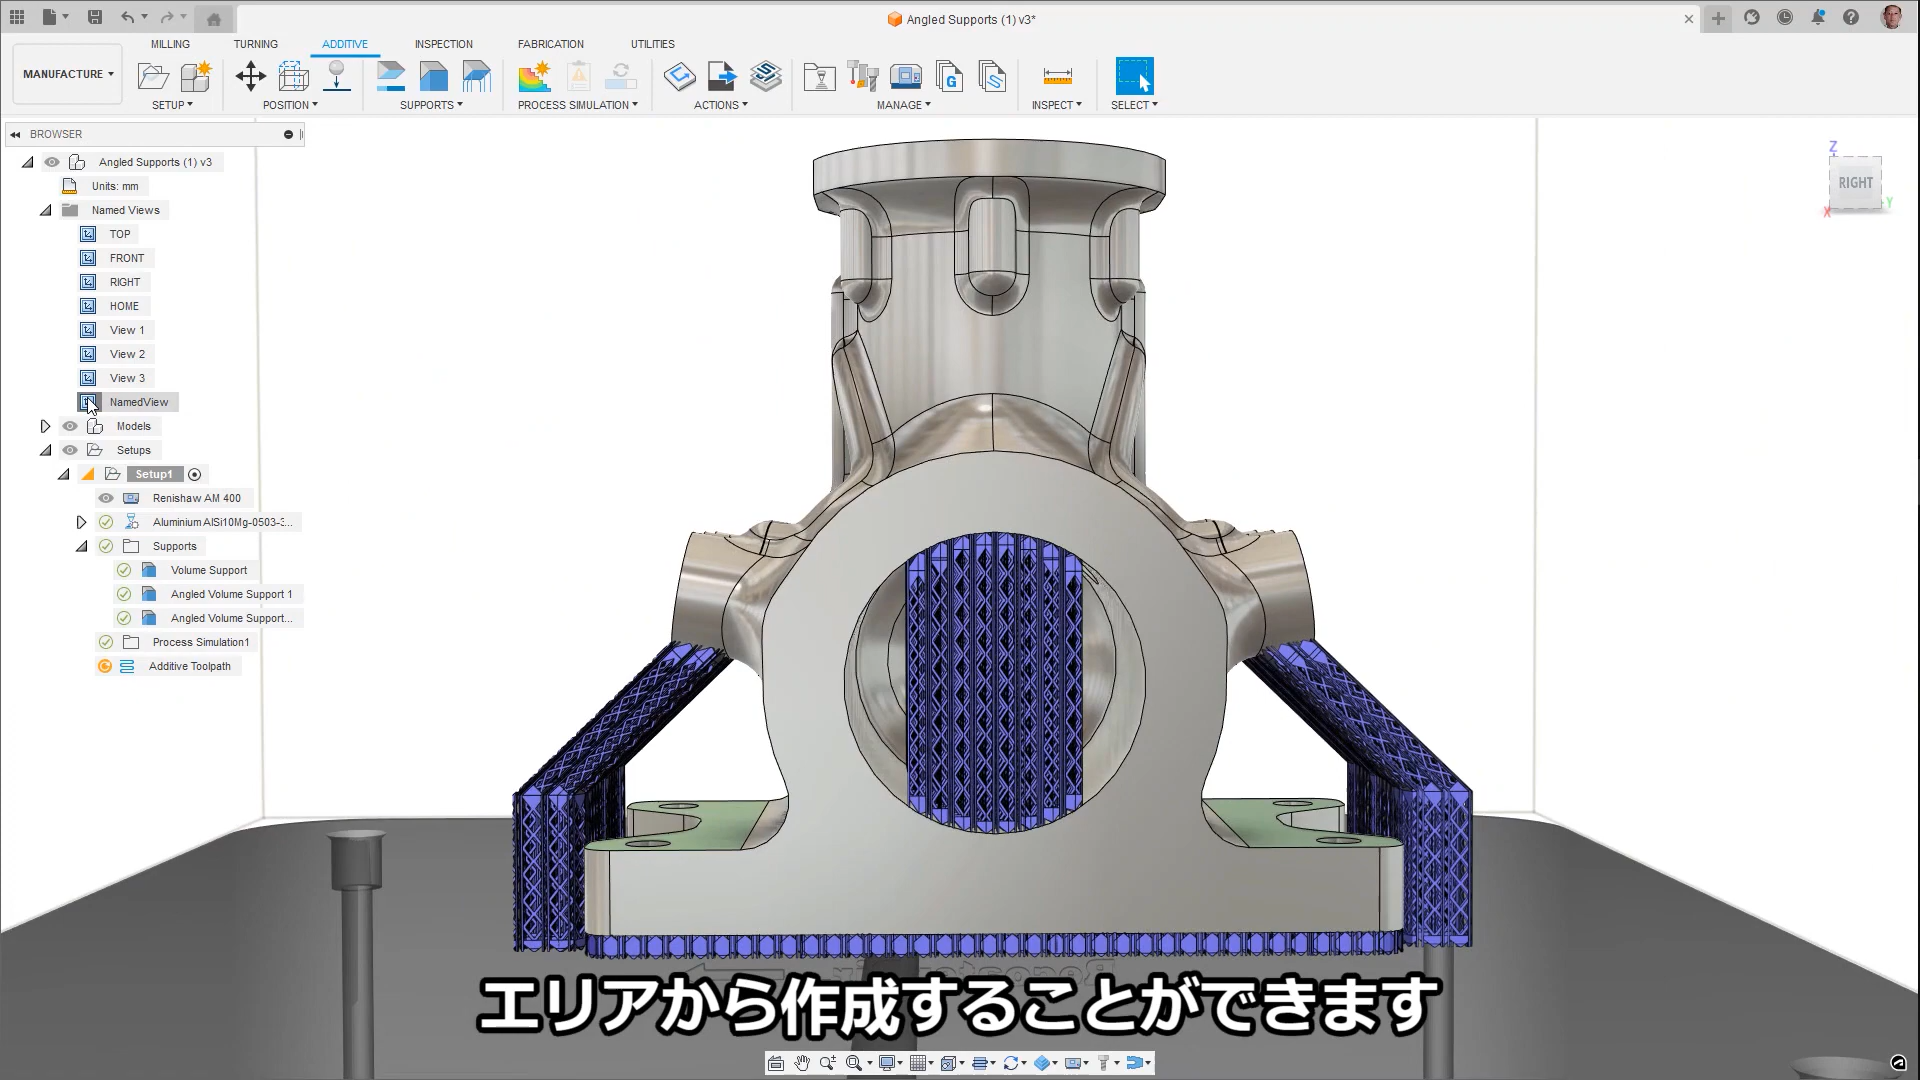 Angled Supports (1) v3*
MILLING
TURNING
ADDITIVE
INSPECTION
FABRICATION
UTILITIES
MANUFACTURE
SETUP
POSITION
SUPPORTS
PROCESS SIMULATION
ACTIONS
MANAGE
INSPECT
SELECT
BROWSER
Angled Supports (1) v3
Units: mm
Named Views
TOP
FRONT
RIGHT
HOME
View 1
View 2
View 3
NamedView
Models
Setups
Setup1
Renishaw AM 400
Aluminium AlSi10Mg-0503-3...
Supports
Volume Support
Angled Volume Support 1
Angled Volume Support...
Process Simulation1
Additive Toolpath
Z
RIGHT
X
Y
エリアから作成することができます